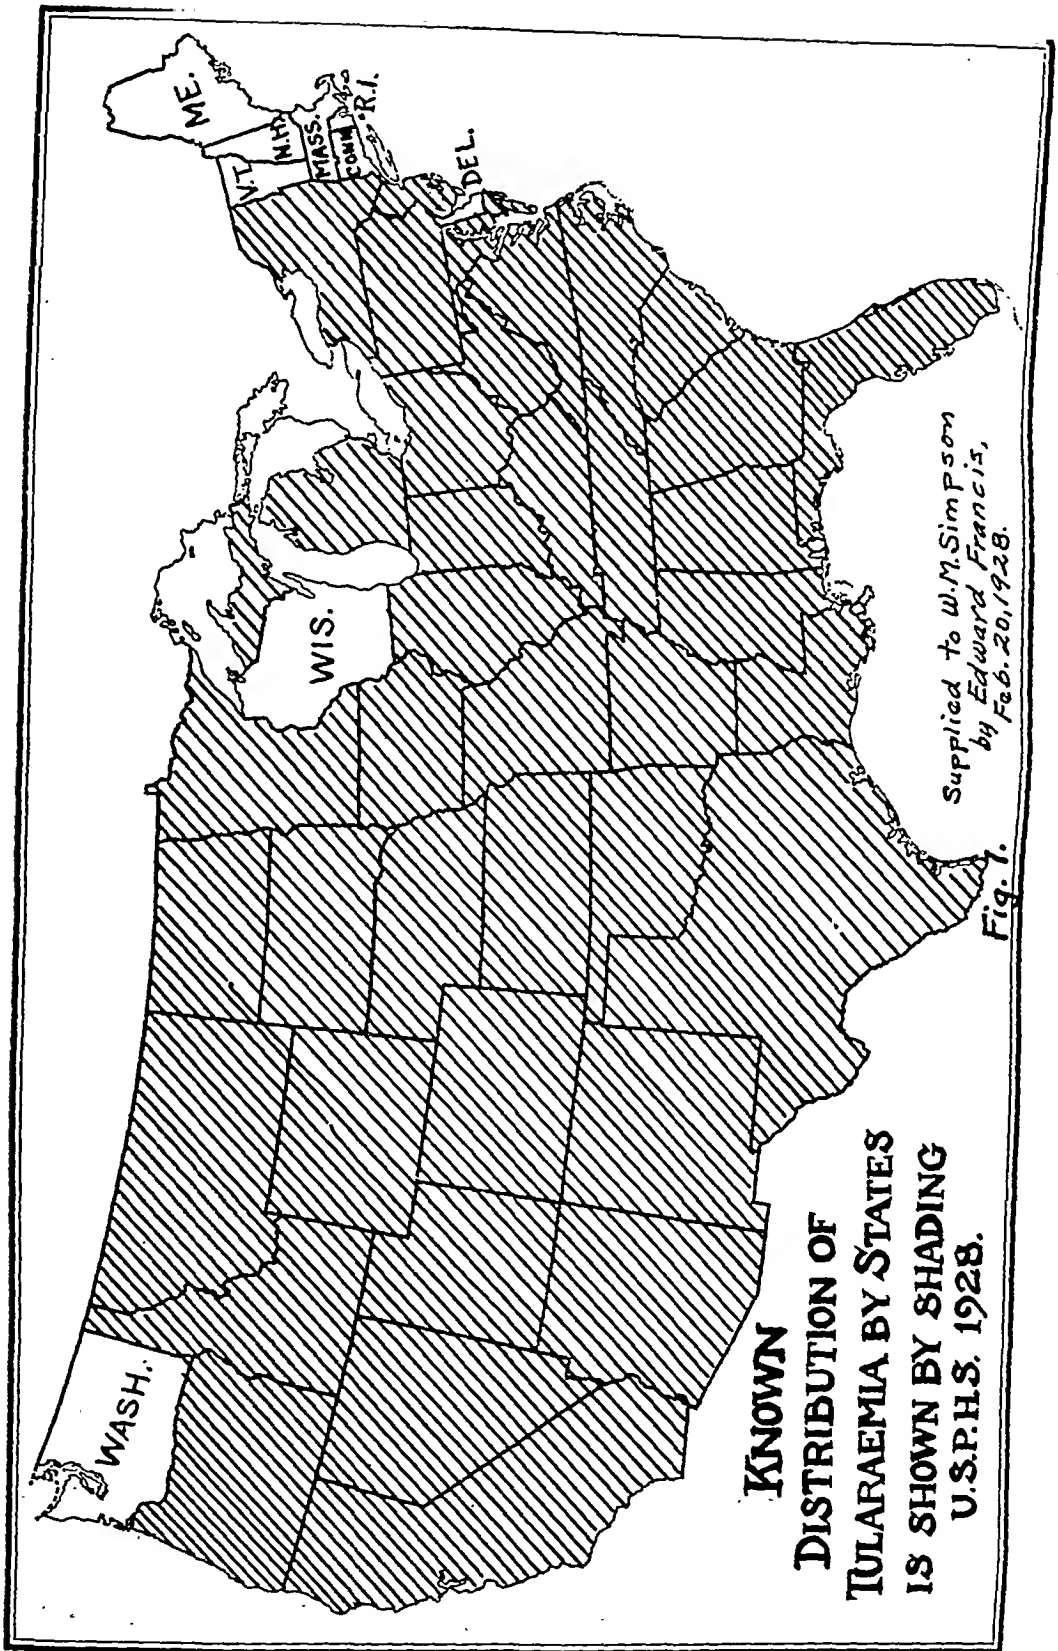 KNOWN
DISTRIBUTION OF
TULARAEMIA BY STATES
IS SHOWN BY SHADING
U.S.P.H.S. 1928.
WASH.
WIS.
ME.
V.T.
N.H.
MASS.
CONN.
R.I.
DEL.
Supplied to W.M. Simpson
by Edward Francis,
Feb. 20, 1928.
Fig. 1.